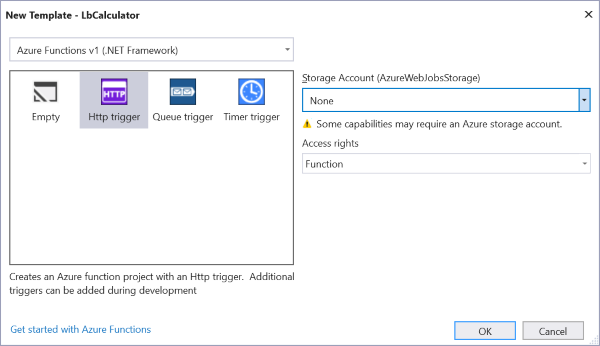 New Template - LbCalculator
Azure Functions v1 (.NET Framework)
HTTP
Empty
Http trigger
Queue trigger
Timer trigger
Storage Account (AzureWebJobsStorage)
None
Some capabilities may require an Azure storage account.
Access rights
Function
Creates an Azure function project with an Http trigger.  Additional
triggers can be added during development
Get started with Azure Functions
OK
Cancel